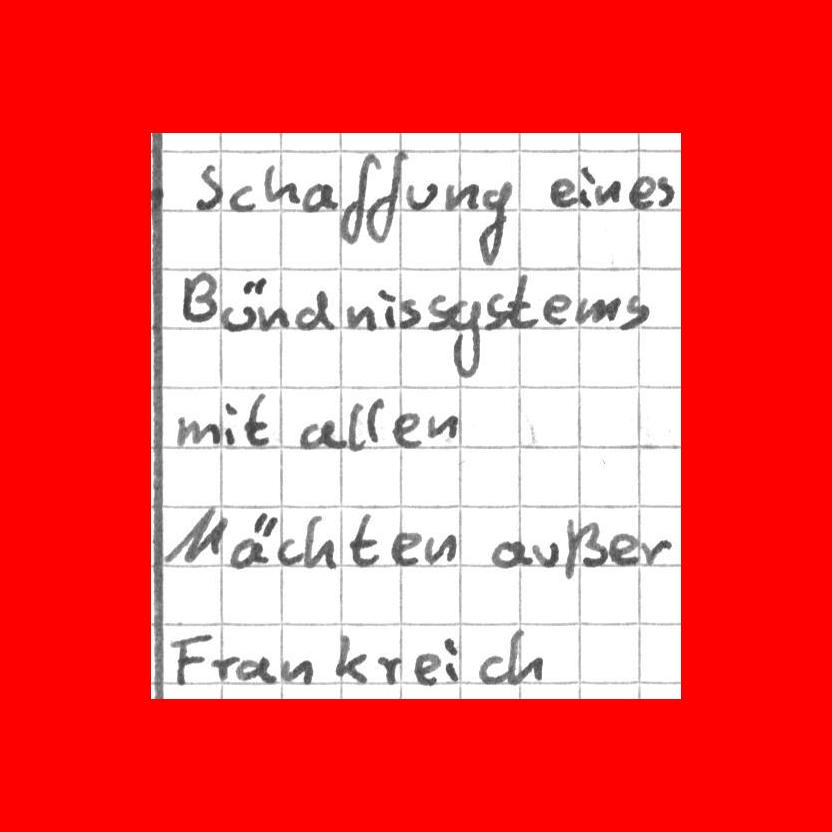 Schaffung eines
Bündnissystems
mit allen
Mächten außer
Frankreich